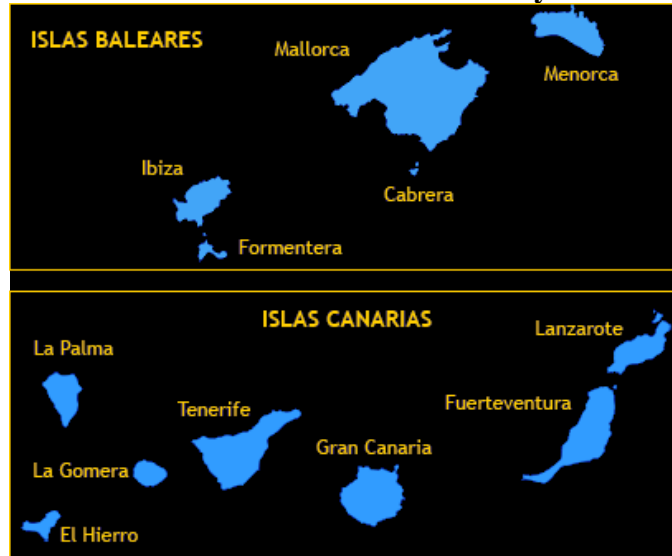 ISLAS BALEARES
Mallorca
Menorca
Ibiza
Cabrera
Formentera
ISLAS CANARIAS
Lanzarote
La Palma
Tenerife
Fuerteventura
Gran Canaria
La Gomera
El Hierro